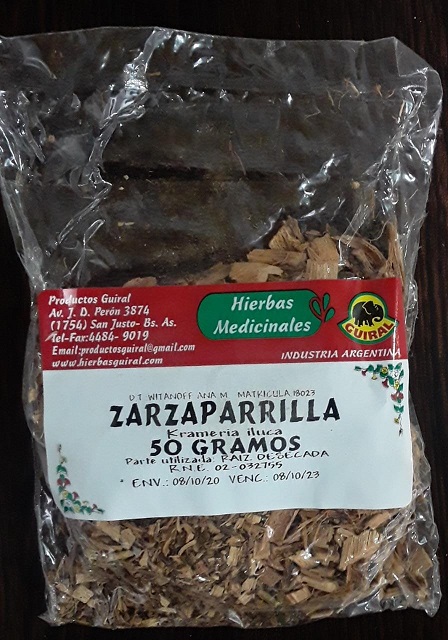 Productos Guiral
Av. J. D. Perón 3874
(1754) San Justo- Bs. As.
Tel-Fax:4484- 9019
Email:productosguiral@gmail.com
www.hierbasguiral.com
Hierbas
Medicinales
GUIRAL
INDUSTRIA ARGENTINA
D.T. WITANOFF ANA M. MATRICULA 18023
ZARZAPARRILLA
Krameria iluca
50 GRAMOS
Parte utilizada: RAIZ DESECADA
R.N.E. 02-032755
* ENV.: 08/10/20 VENC.: 08/10/23